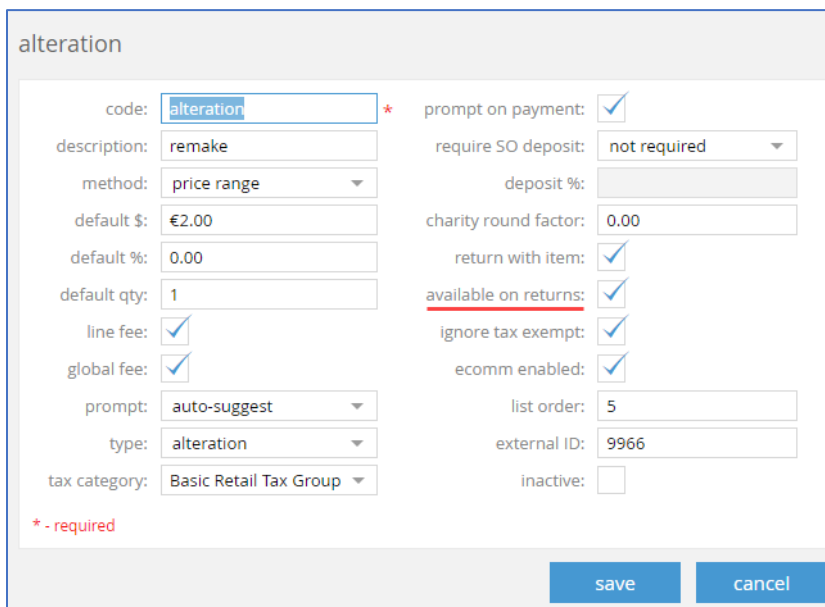 alteration
code: alteration *
description: remake
method: price range
default $: €2.00
default %: 0.00
default qty: 1
line fee:
global fee:
prompt: auto-suggest
type: alteration
tax category: Basic Retail Tax Group
* - required
prompt on payment:
require SO deposit: not required
deposit %:
charity round factor: 0.00
return with item:
available on returns:
ignore tax exempt:
ecomm enabled:
list order: 5
external ID: 9966
inactive:
save
cancel